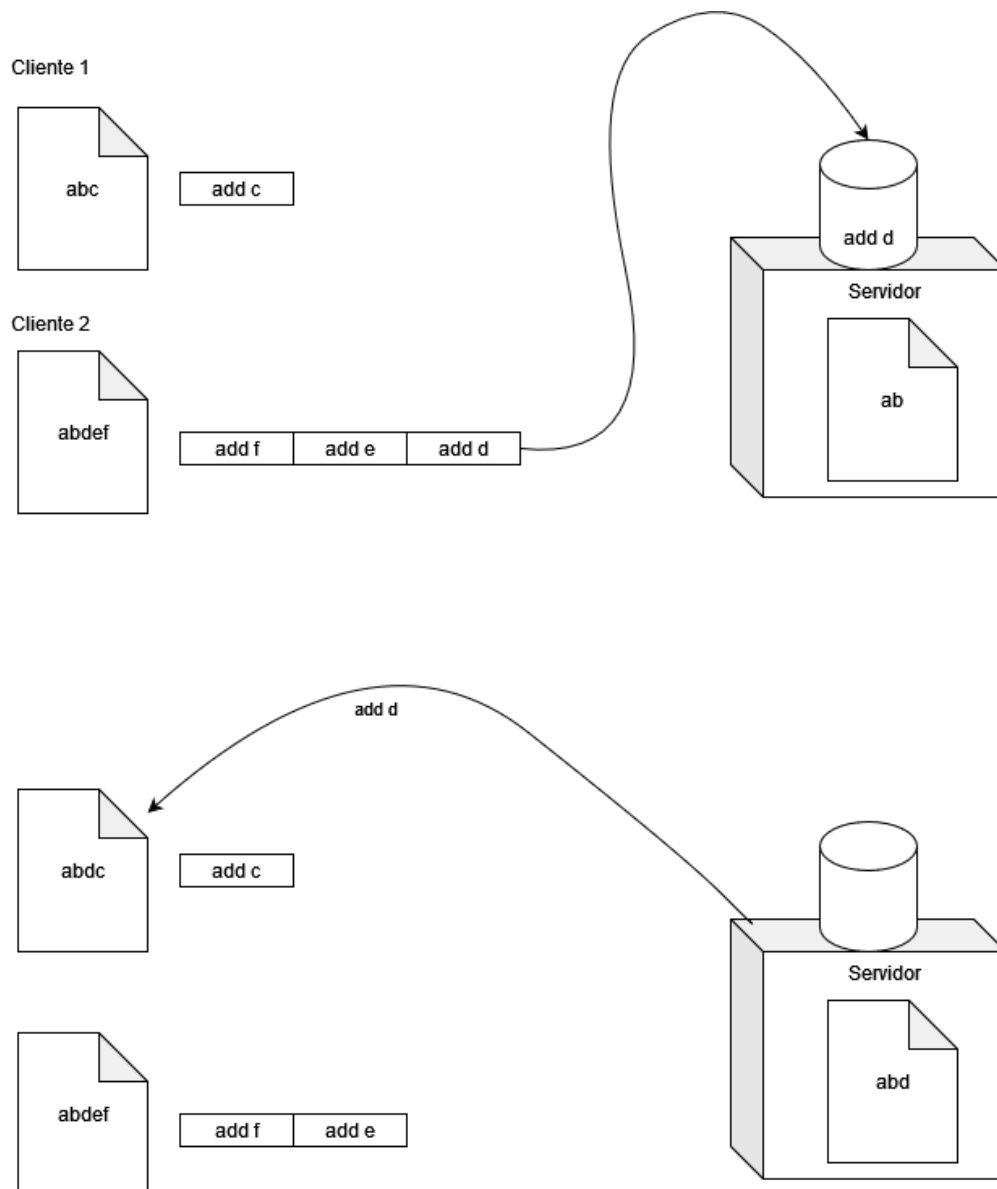 Cliente 1
abc
add c
add d
Servidor
ab
Cliente 2
abdef
add f add e add d
add d
abdc
add c
Servidor
abd
abdef
add f add e